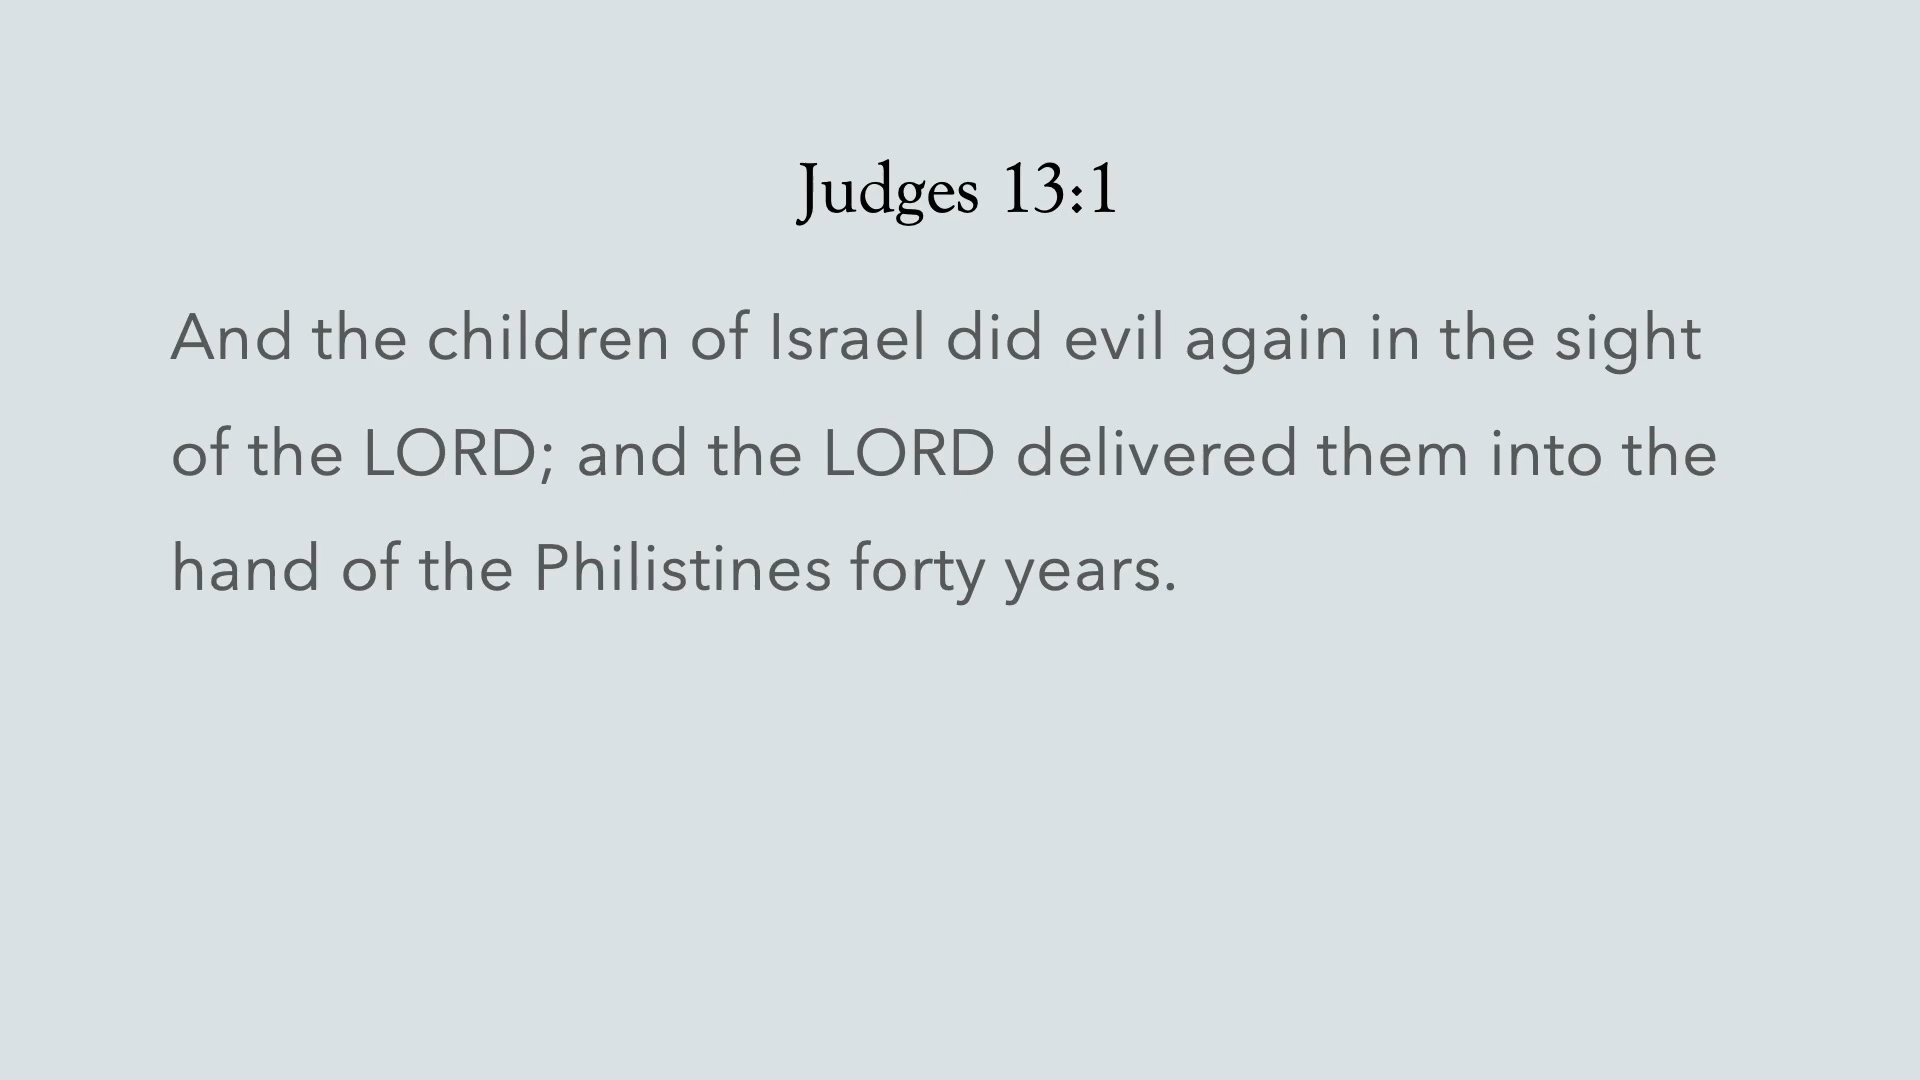 Judges 13:1
And the children of Israel did evil again in the sight
of the LORD; and the LORD delivered them into the
hand of the Philistines forty years.